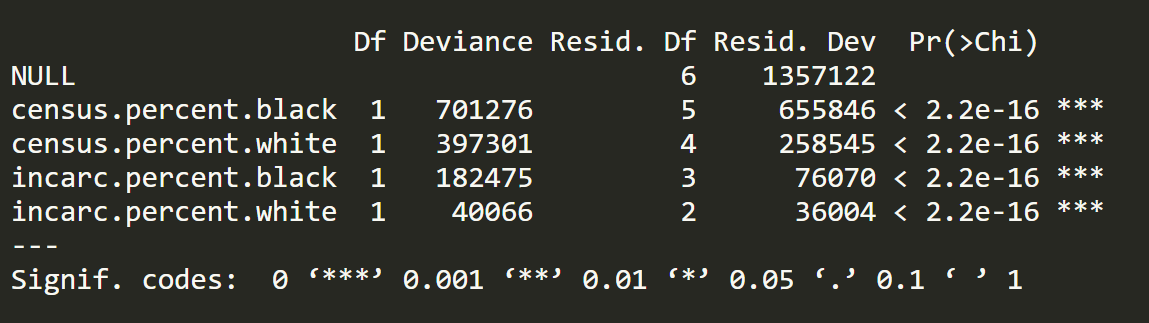 Df Deviance Resid. Df Resid. Dev Pr(>Chi)
NULL 6 1357122
census.percent.black 1 701276 5 655846 < 2.2e-16 ***
census.percent.white 1 397301 4 258545 < 2.2e-16 ***
incarc.percent.black 1 182475 3 76070 < 2.2e-16 ***
incarc.percent.white 1 40066 2 36004 < 2.2e-16 ***
---
Signif. codes: 0 ‘***’ 0.001 ‘**’ 0.01 ‘*’ 0.05 ‘.’ 0.1 ‘ ’ 1